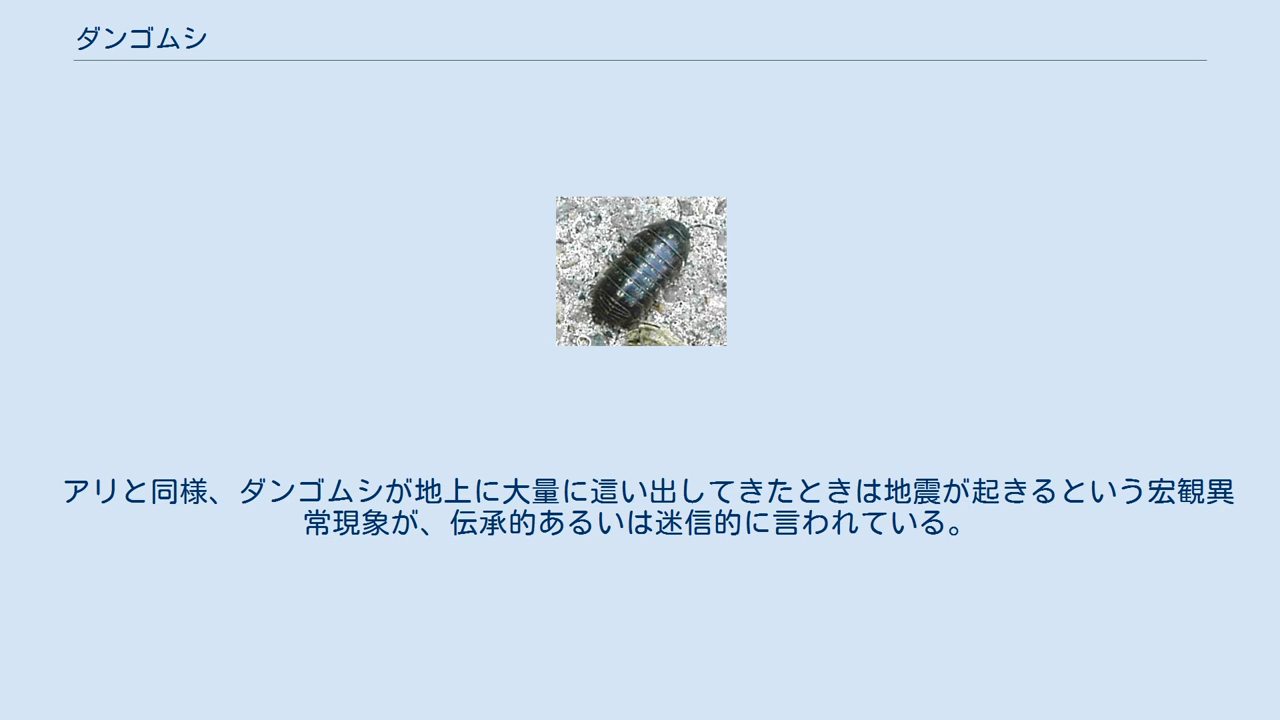 ダンゴムシ
アリと同様、ダンゴムシが地上に大量に這い出してきたときは地震が起きるという宏観異
常現象が、伝承的あるいは迷信的に言われている。